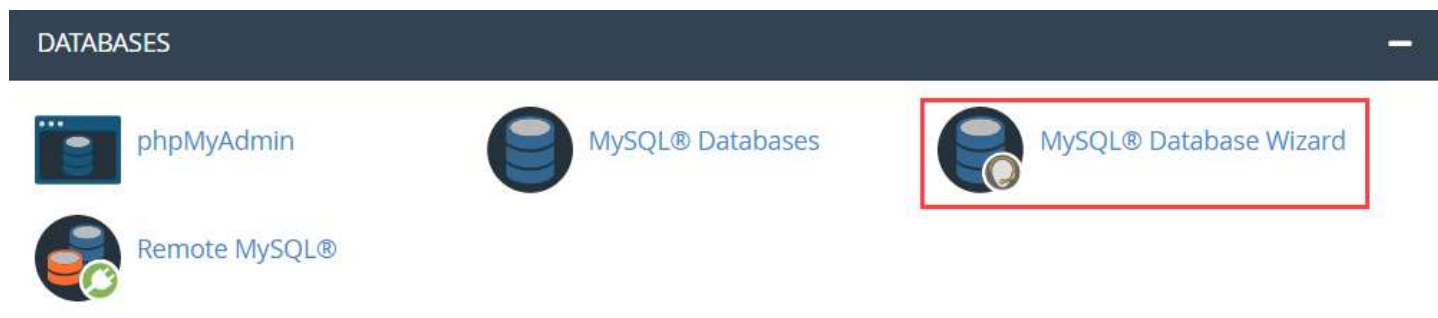 DATABASES
phpMyAdmin
MySQL® Databases
MySQL® Database Wizard
Remote MySQL®